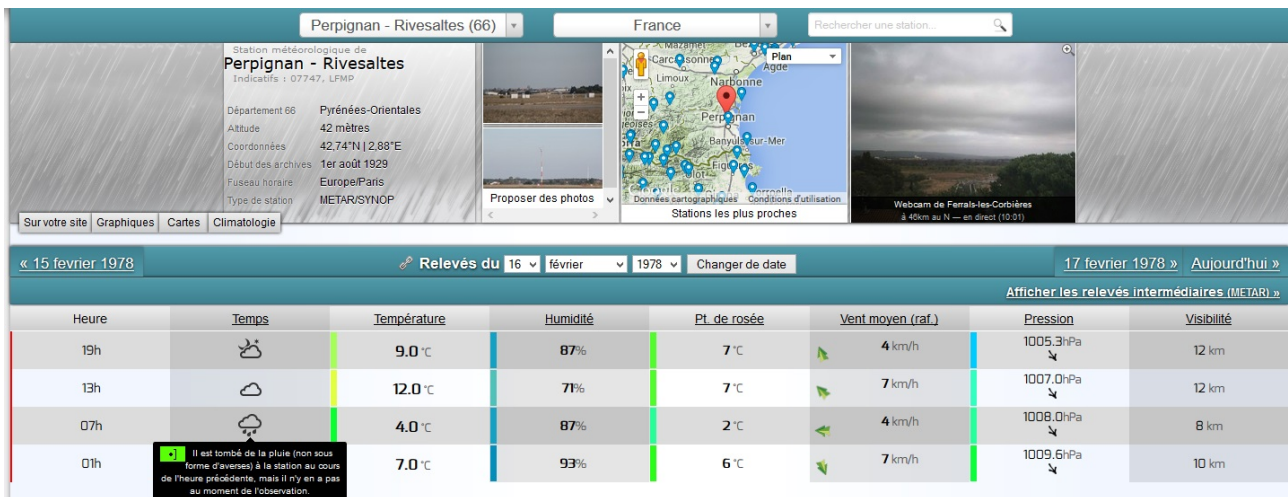 Perpignan - Rivesaltes (66)
France
Rechercher une station...
Station météorologique de
Perpignan - Rivesaltes
Indicatifs : 07747, LFMP
Département 66 Pyrénées-Orientales
Altitude 42 mètres
Coordonnées 42,74°N | 2,88°E
Début des archives 1er août 1929
Fuseau horaire Europe/Paris
Type de station METAR/SYNOP
Proposer des photos
Plan
Carcassonne
Agde
Limoux
Narbonne
Perpignan
Banyuls-sur-Mer
Données cartographiques Conditions d'utilisation
Stations les plus proches
Webcam de Ferrals-les-Corbières
à 46km au N — en direct (10:01)
Sur votre site Graphiques Cartes Climatologie
« 15 fevrier 1978
Relevés du 16 février 1978 Changer de date
17 fevrier 1978 » Aujourd'hui »
Afficher les relevés intermédiaires (METAR) »
Heure Temps Température Humidité Pt. de rosée Vent moyen (raf.) Pression Visibilité
19h 9.0 °C 87% 7 °C 4 km/h 1005.3hPa 12 km
13h 12.0 °C 71% 7 °C 7 km/h 1007.0hPa 12 km
07h 4.0 °C 87% 2 °C 4 km/h 1008.0hPa 8 km
01h 7.0 °C 93% 6 °C 7 km/h 1009.6hPa 10 km
Il est tombé de la pluie (non sous
forme d'averses) à la station au cours
de l'heure précédente, mais il n'y en a pas
au moment de l'observation.